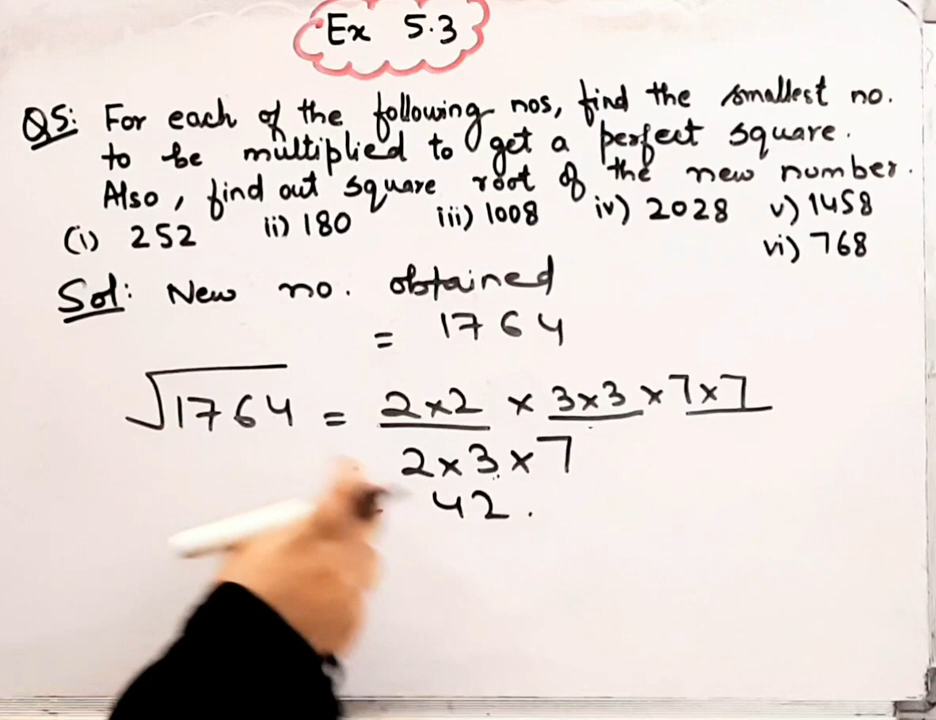 Ex 5.3
Q5: For each of the following nos, find the smallest no.
to be multiplied to get a perfect square.
Also, find out square root of the new number.
(i) 252 ii) 180 iii) 1008 iv) 2028 v) 1458
vi) 768
Sol: New no. obtained
= 1764
√1764 = 2×2 × 3×3 × 7×7
2×3×7
42.